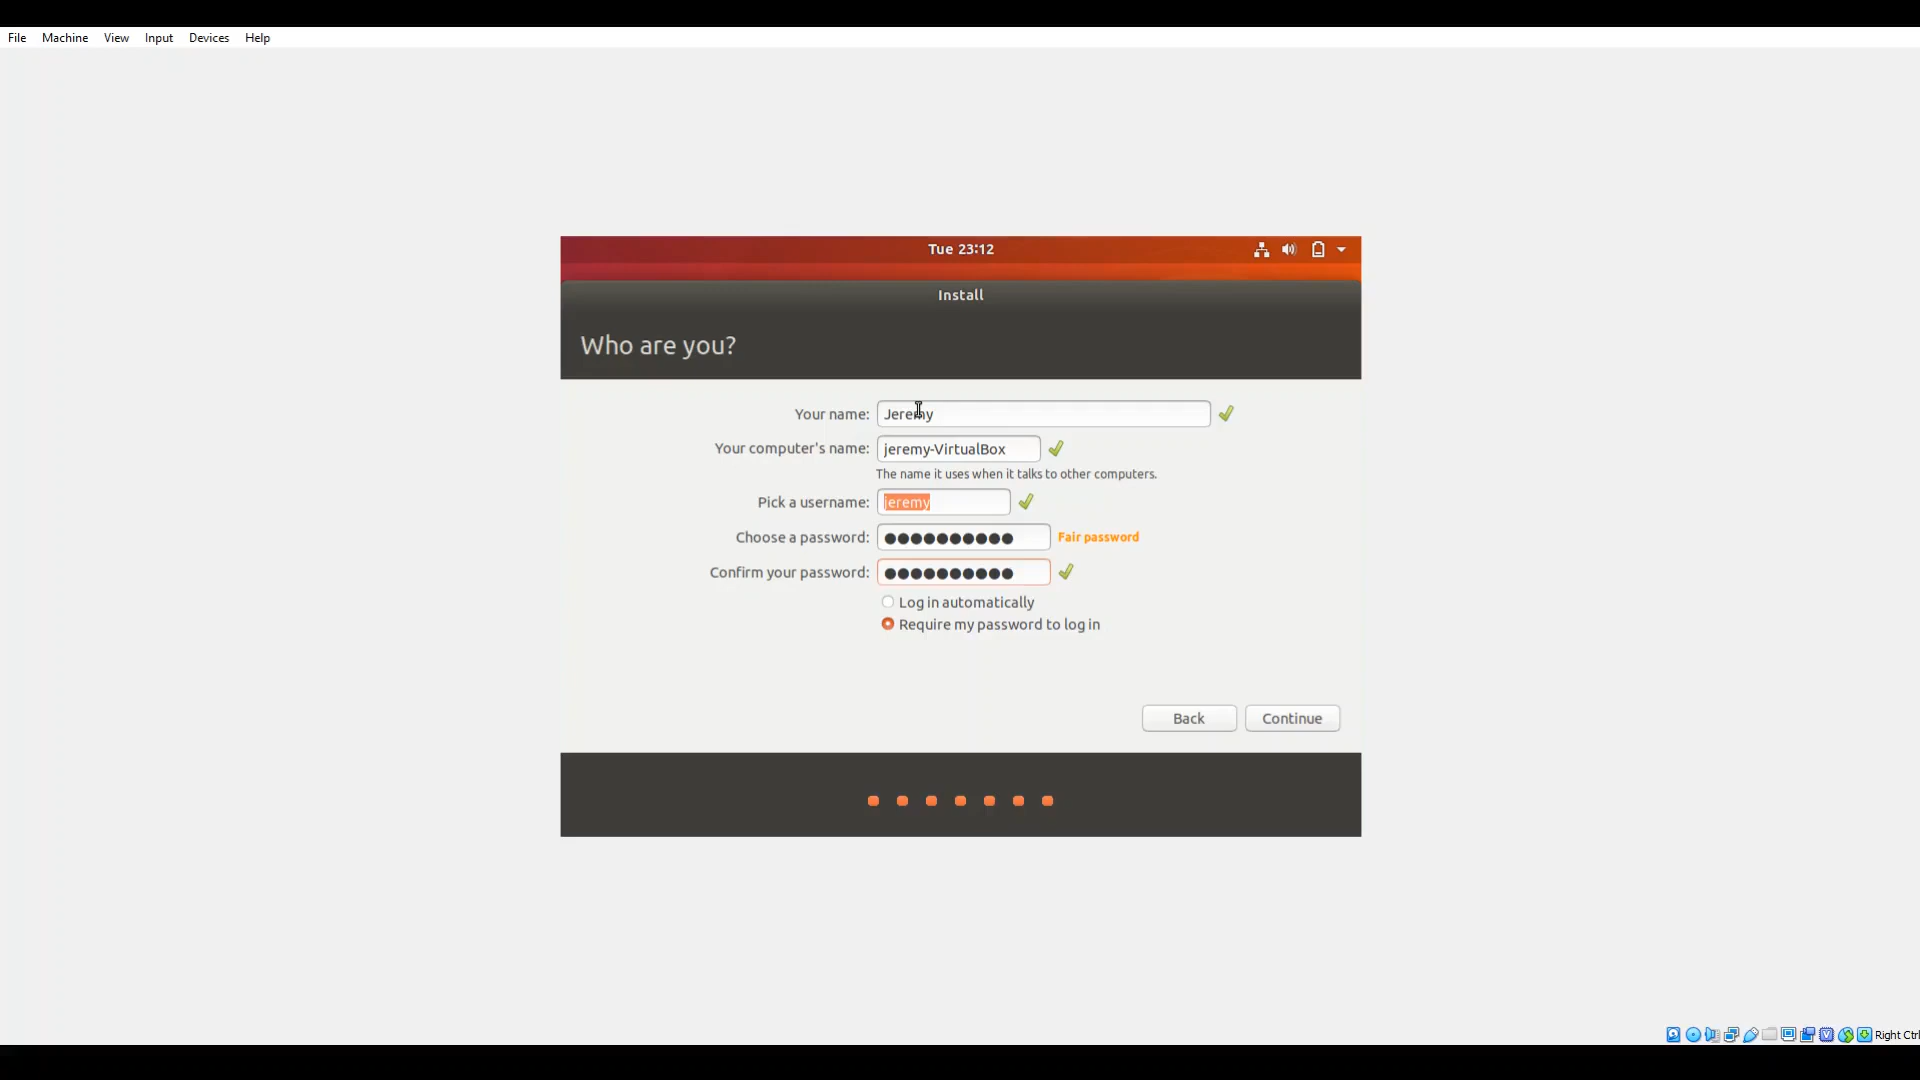 File Machine View Input Devices Help
Tue 23:12
Install
Who are you?
Your name: Jeremy
Your computer's name: jeremy-VirtualBox
The name it uses when it talks to other computers.
Pick a username: jeremy
Choose a password: ●●●●●●●●●● Fair password
Confirm your password: ●●●●●●●●●●
Log in automatically
Require my password to log in
Back Continue
Right Ctrl